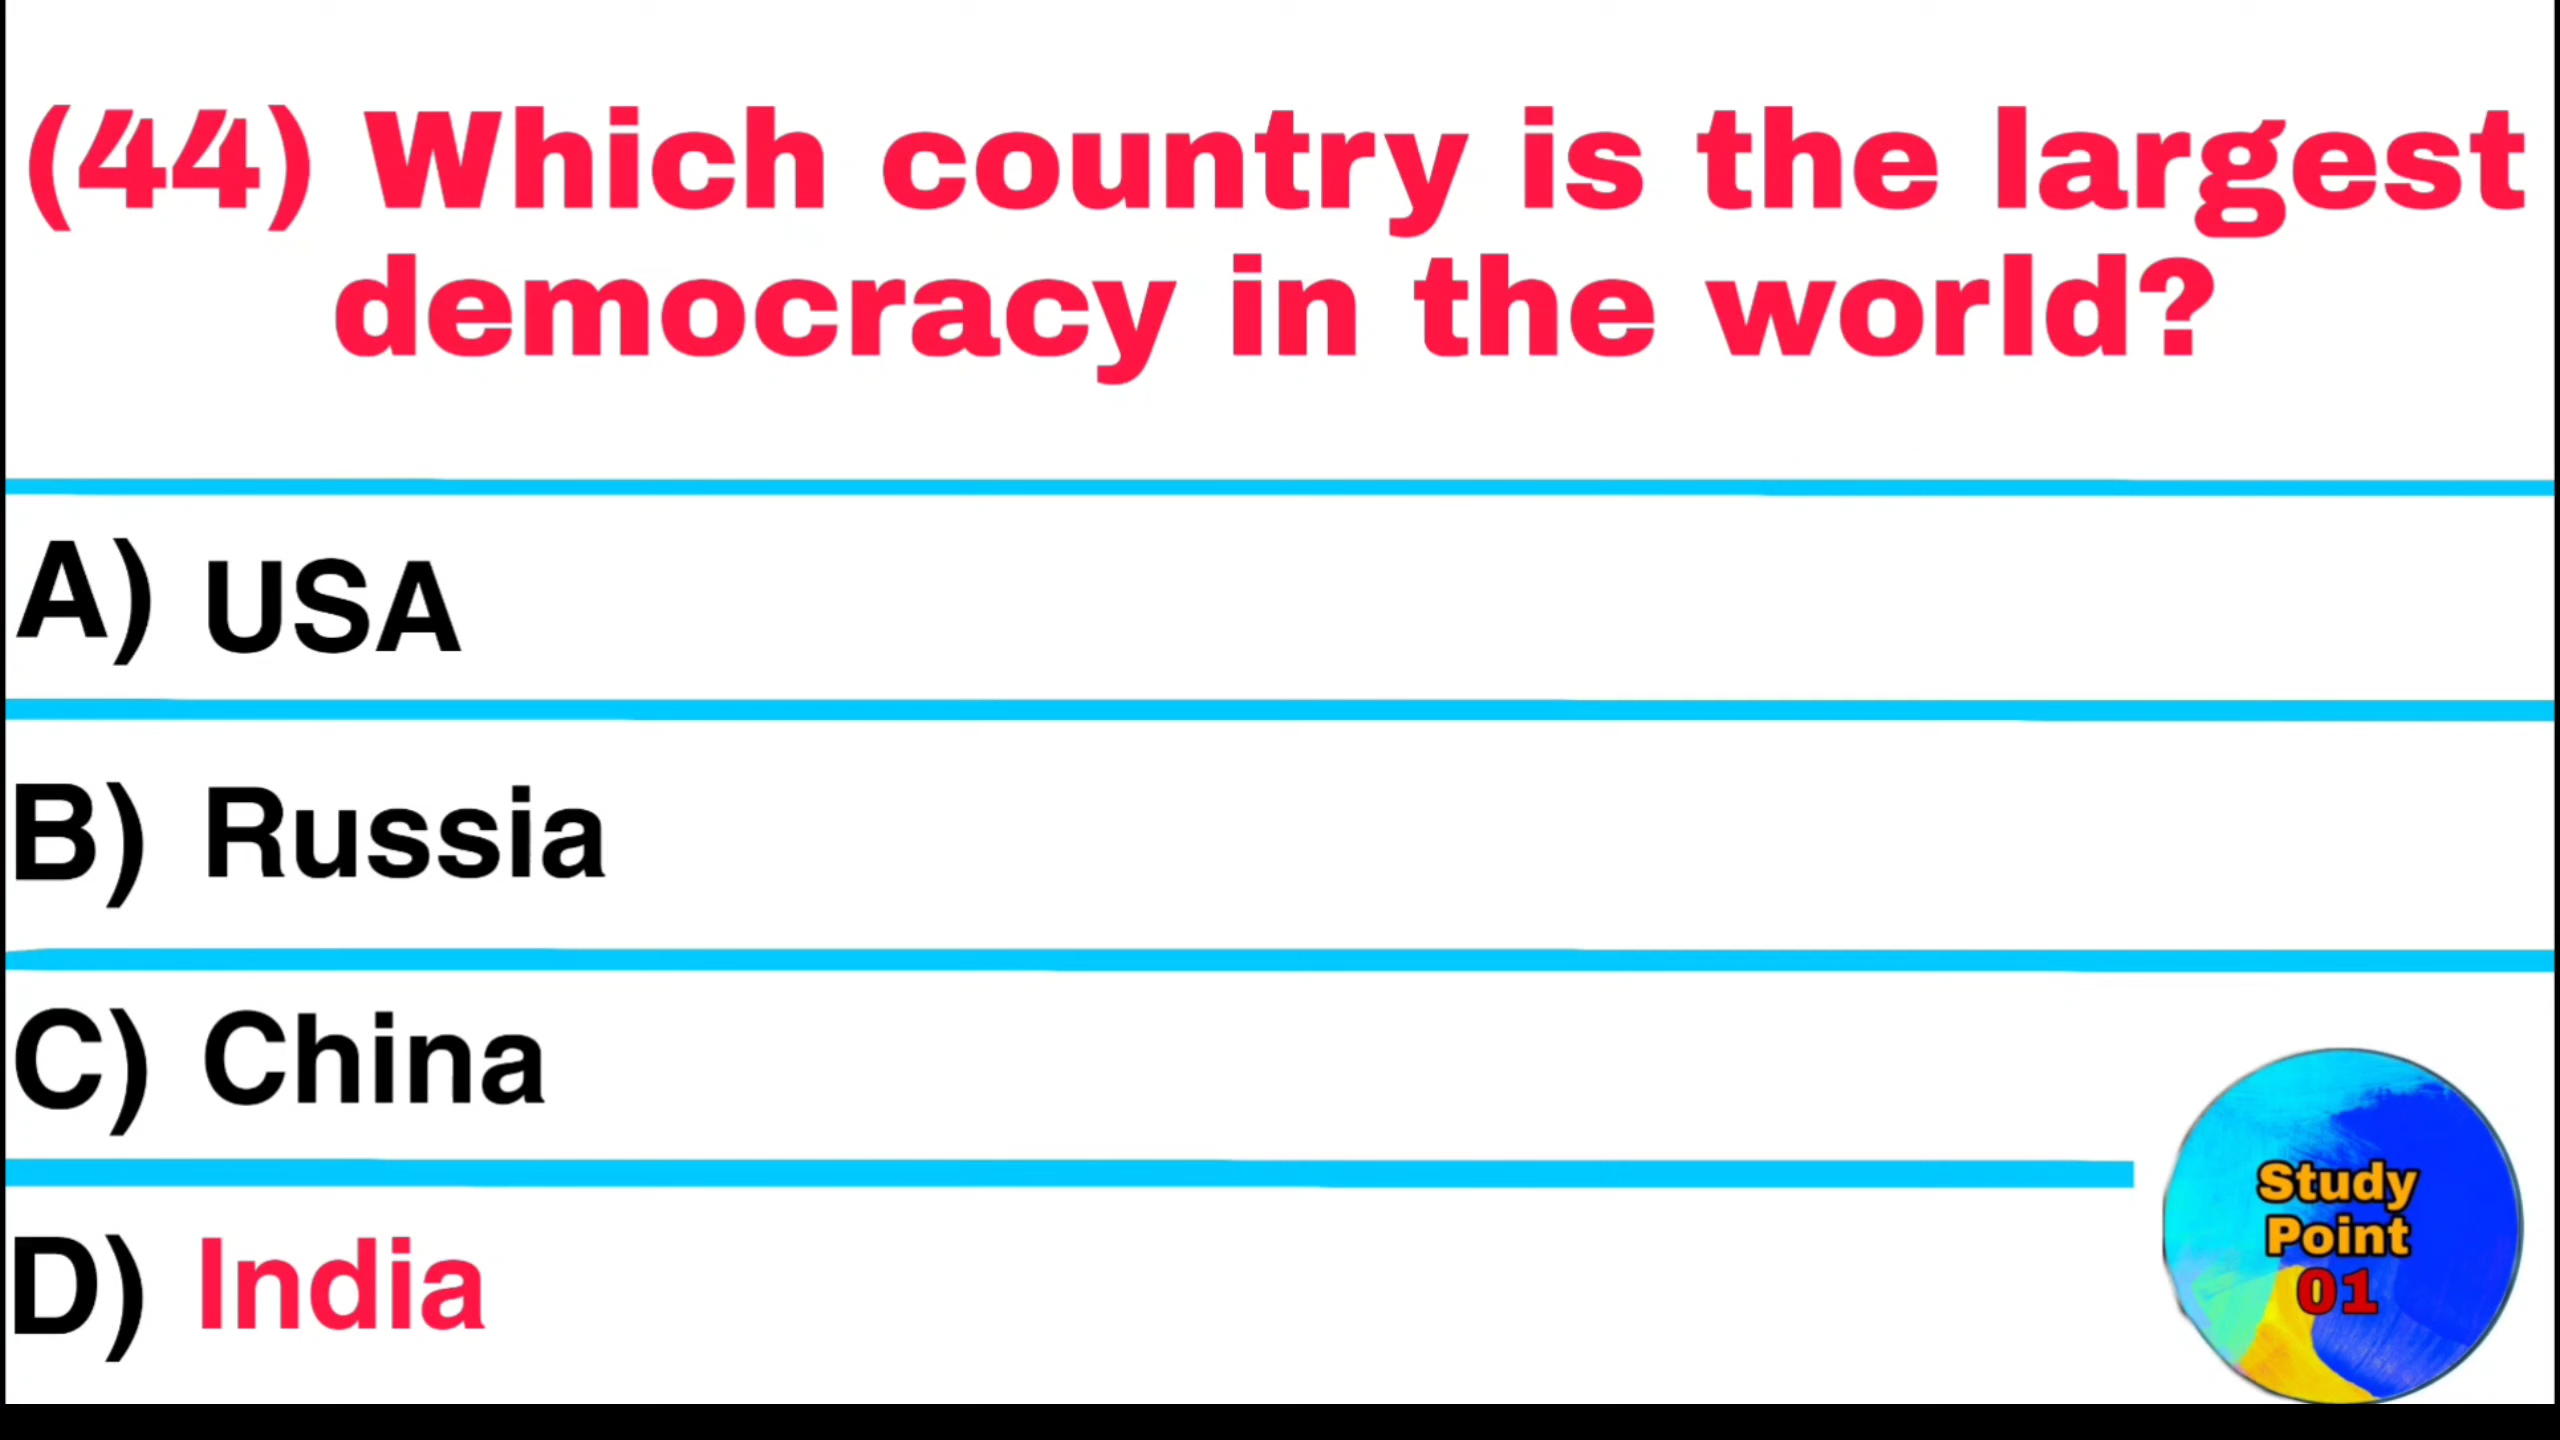 (44) Which country is the largest
democracy in the world?
A) USA
B) Russia
C) China
D) India
Study
Point
01